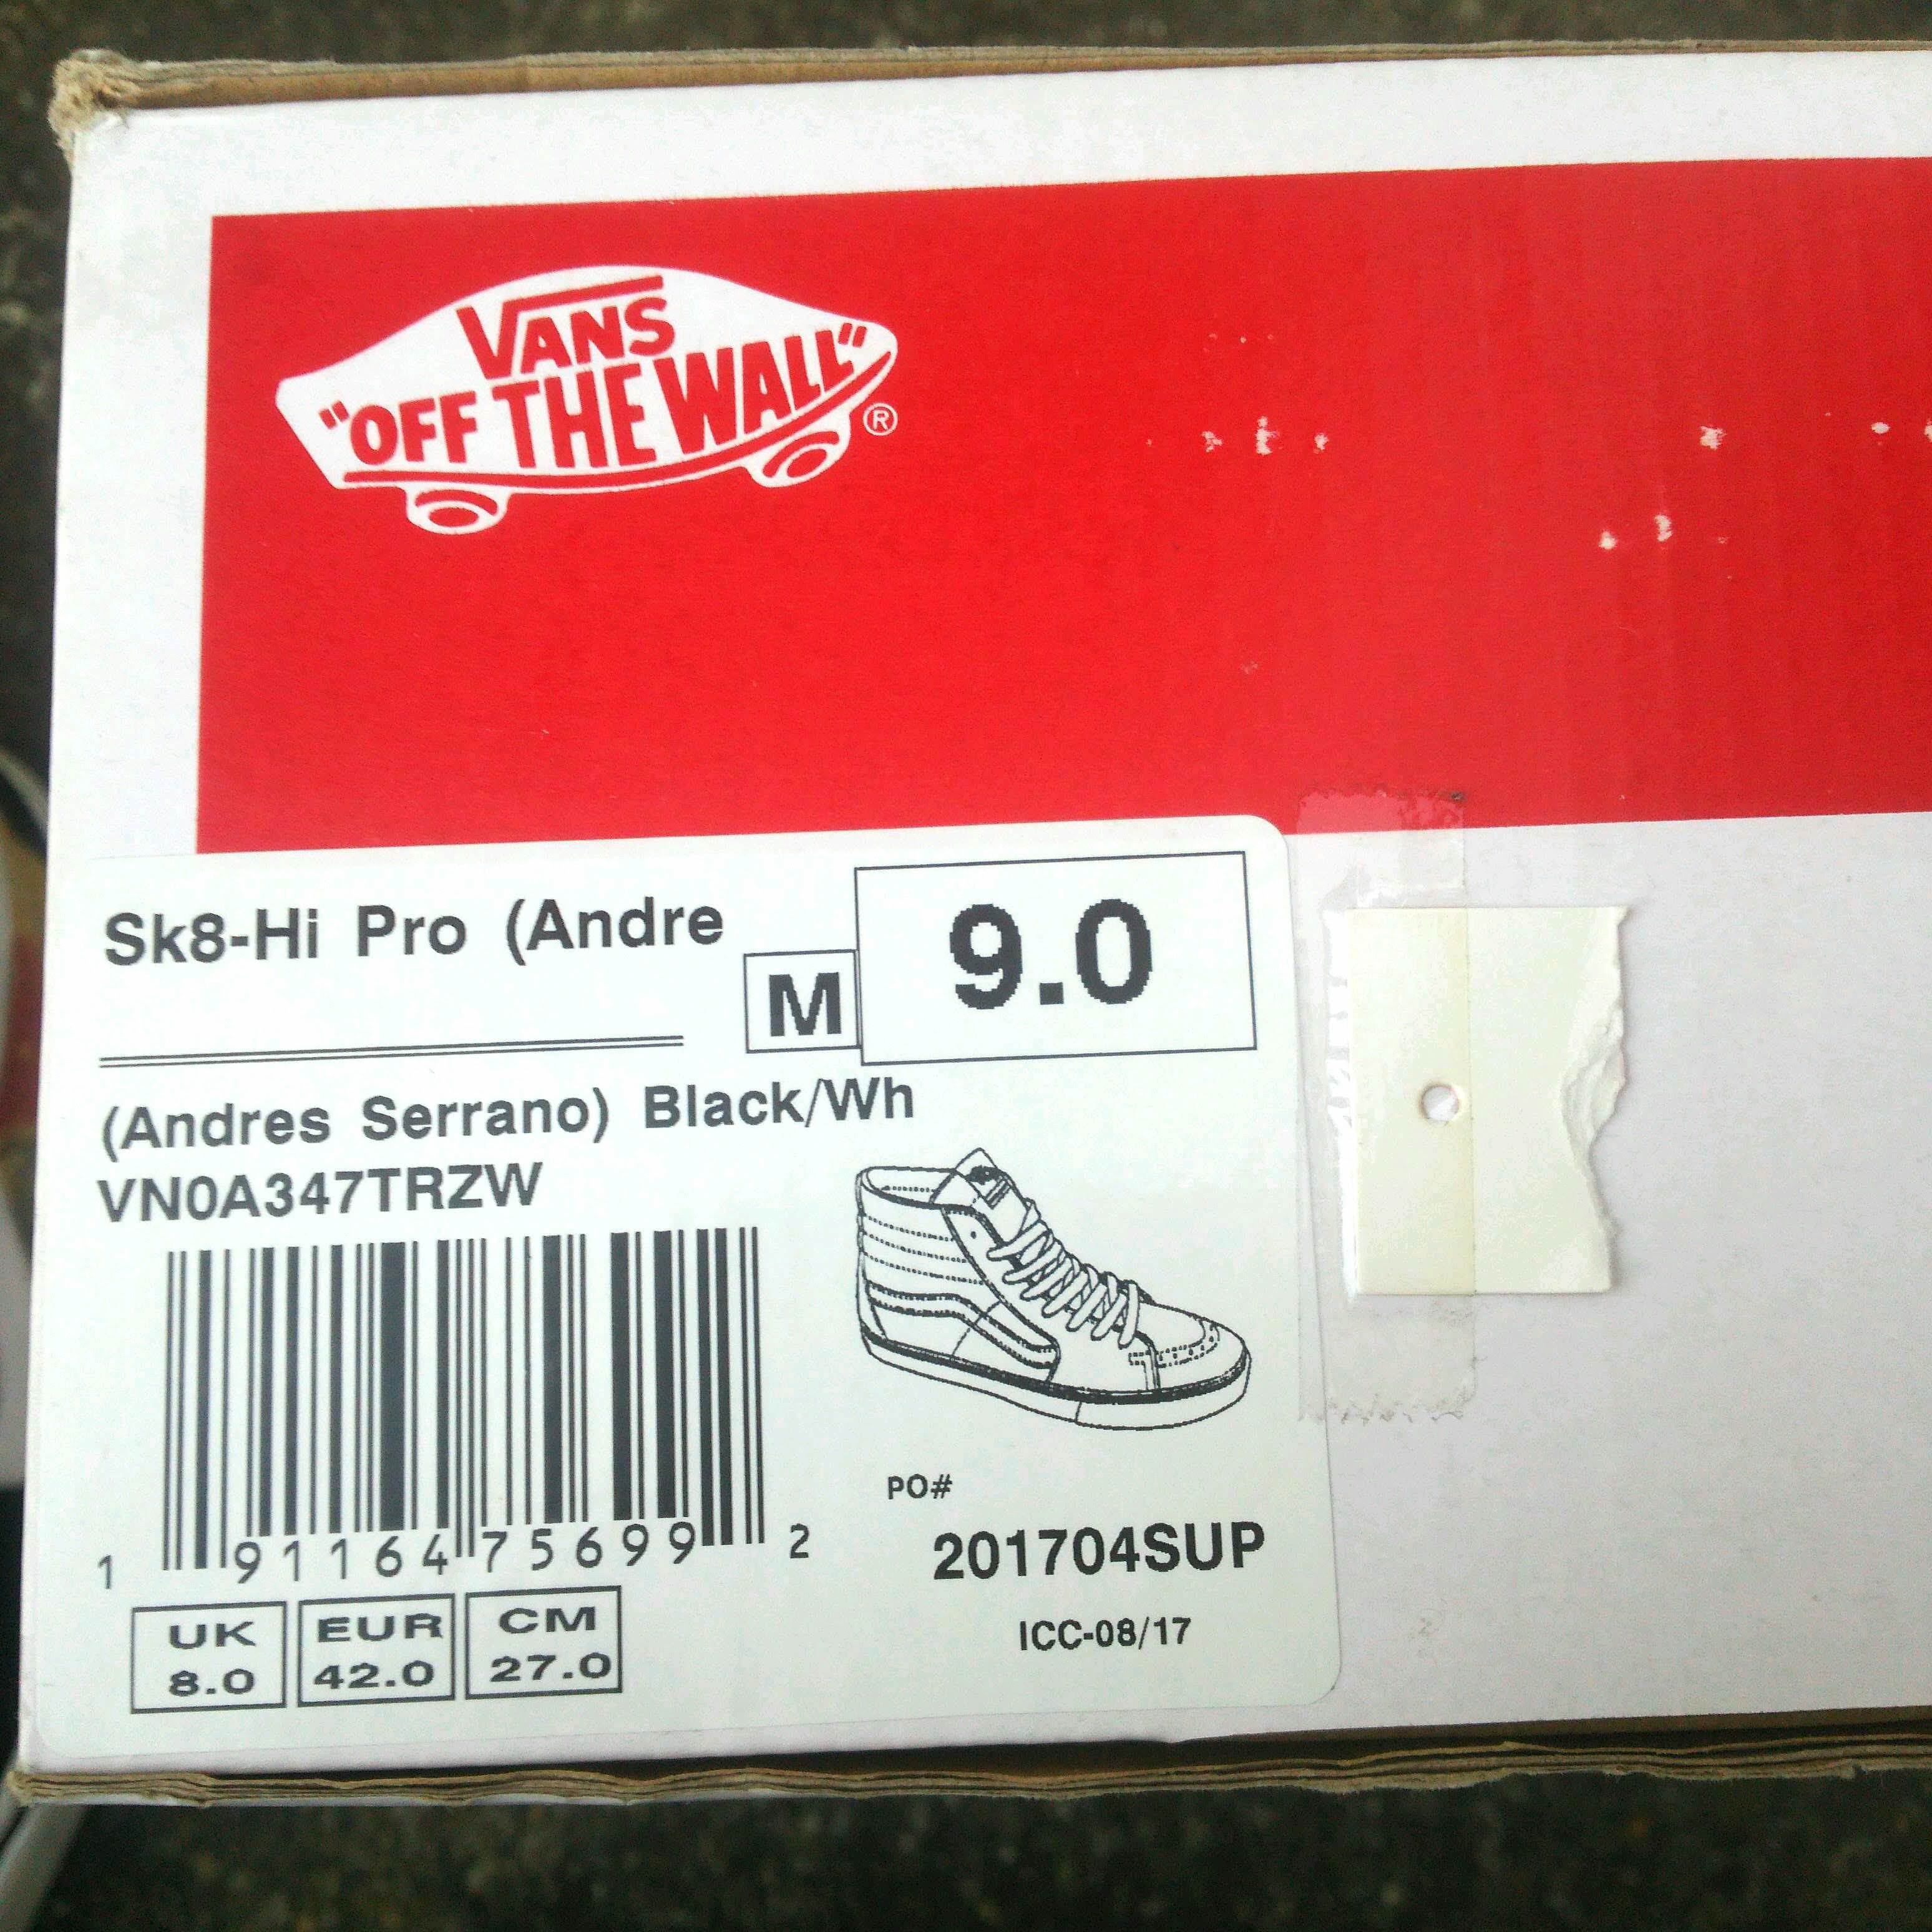 VANS
"OFF THE WALL"
®
Sk8-Hi Pro (Andre
M
9.0
(Andres Serrano) Black/Wh
VN0A347TRZW
1 91164 75699 2
PO#
201704SUP
ICC-08/17
UK
8.0
EUR
42.0
CM
27.0